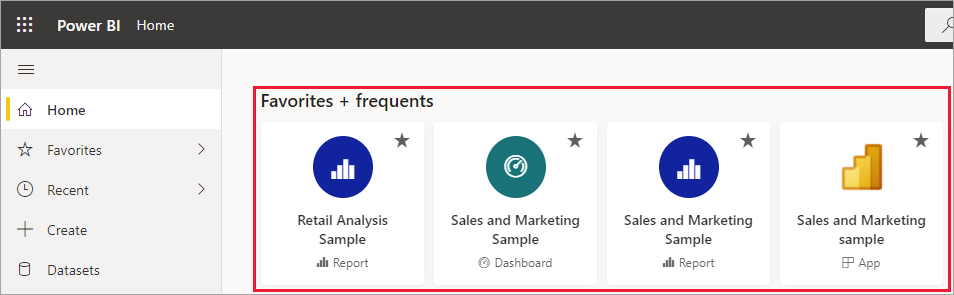 Power BI Home
Home
Favorites
Recent
Create
Datasets
Favorites + frequents
Retail Analysis
Sample
Report
Sales and Marketing
Sample
Dashboard
Sales and Marketing
Sample
Report
Sales and Marketing
sample
App